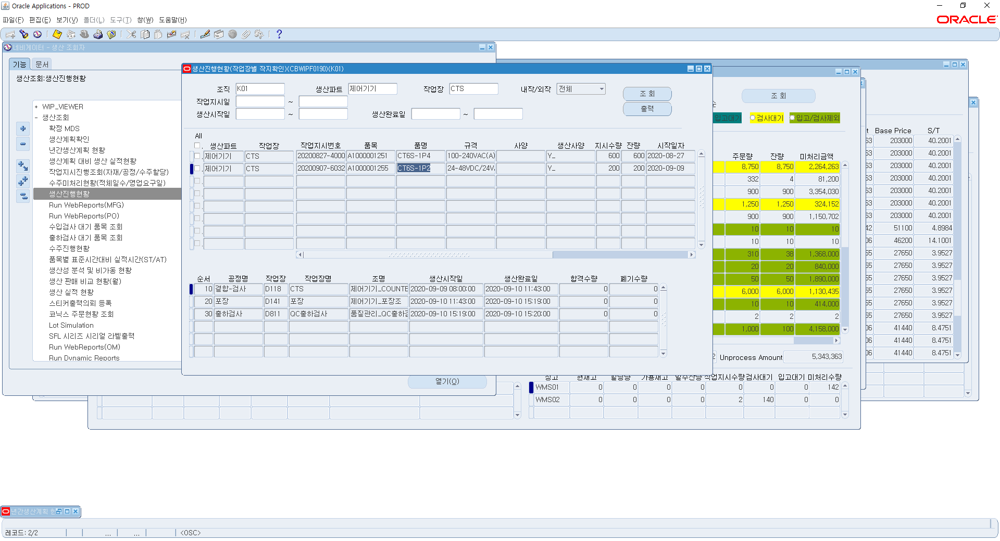 Oracle Applications - PROD
파일(F) 편집(E) 보기(V) 폴더(L) 도구(T) 창(W) 도움말(H)
ORACLE
네비게이터 - 생산 조회자
기능 문서
생산조회:생산진행현황
+ WIP_VIEWER
- 생산조회
확정 MDS
생산계획확인
년간생산계획 현황
생산계획 대비 생산 실적현황
작업지시진행조회(자재/공정/수주할당)
수주미처리현황(적체일수/영업요구일)
생산진행현황
Run WebReports(MFG)
Run WebReports(PO)
수입검사 대기 품목 조회
출하검사 대기 품목 조회
수주진행현황
품목별 표준시간대비 실적시간(ST/AT)
생산성 분석 및 비가동 현황
생산 판매 비교 현황(월)
생산 실적 현황
스티커출력의뢰 등록
코닉스 주문현황 조회
Lot Simulation
SFL 시리즈 시리얼 라벨출력
Run WebReports(OM)
Run Dynamic Reports
열기(O)
생산진행현황(작업장별 작지확인)(CBWIPF0190)(K01)
조직 K01 생산파트 제어기기 작업장 CTS 내작/외작 전체 조 회
작업지시일 ~ 출력
생산시작일 ~ 생산완료일 ~
All
생산파트 작업장 작업지시번호 품목 품명 규격 사양 생산사양 지시수량 잔량 시작일자
제어기기 CTS 20200827-4000 A1000001251 CT6S-1P4 100-240VAC(A) Y_ 600 600 2020-08-27
제어기기 CTS 20200907-6032 A1000001255 CT6S-1P2 24-48VDC/24V. Y_ 200 200 2020-09-09
순서 공정명 작업장 작업장명 조명 생산시작일 생산완료일 합격수량 폐기수량
10 결합-검사 D118 CTS 제어기기_COUNTE 2020-09-09 08:00:00 2020-09-10 11:43:00 0 0
20 포장 D141 포장 제어기기_포장조 2020-09-10 11:43:00 2020-09-10 15:19:00 0 0
30 출하검사 D811 QC출하검사 품질관리_QC출하검 2020-09-10 15:19:00 2020-09-10 15:20:00 0 0
조 회
입고대기 검사대기 입고/검사제외
주문량 잔량 미처리금액
8,750 8,750 2,264,263
332 4 81,200
900 900 3,354,030
1,250 1,250 324,152
900 900 1,150,702
10 10 10
10 10 10
310 38 1,368,000
20 20 840,000
50 50 1,890,000
6,000 6,000 1,130,435
10 10 414,000
2 2 2
1,000 100 4,158,000
2 Unprocess Amount 5,343,363
창고 현재고 할당량 가용재고 일수산량 작업지시수량 검사대기 입고대기 미처리수량
WMS01 0 0 0 0 0 0 0 142
WMS02 0 0 0 0 2 140 0 0
t Base Price S/T
63 203000 40.2001
63 203000 40.2001
63 203000 40.2001
63 203000 40.2001
63 203000 40.2001
63 203000 40.2001
63 203000 40.2001
42 51100 4.8984
06 46200 14.1001
55 27650 3.9527
55 27650 3.9527
55 27650 3.9527
55 27650 3.9527
55 27650 3.9527
55 27650 3.9527
06 41440 8.4751
06 41440 8.4751
06 41440 8.4751
년간생산계획 현
레코드: 2/2 ... ... <OSC>